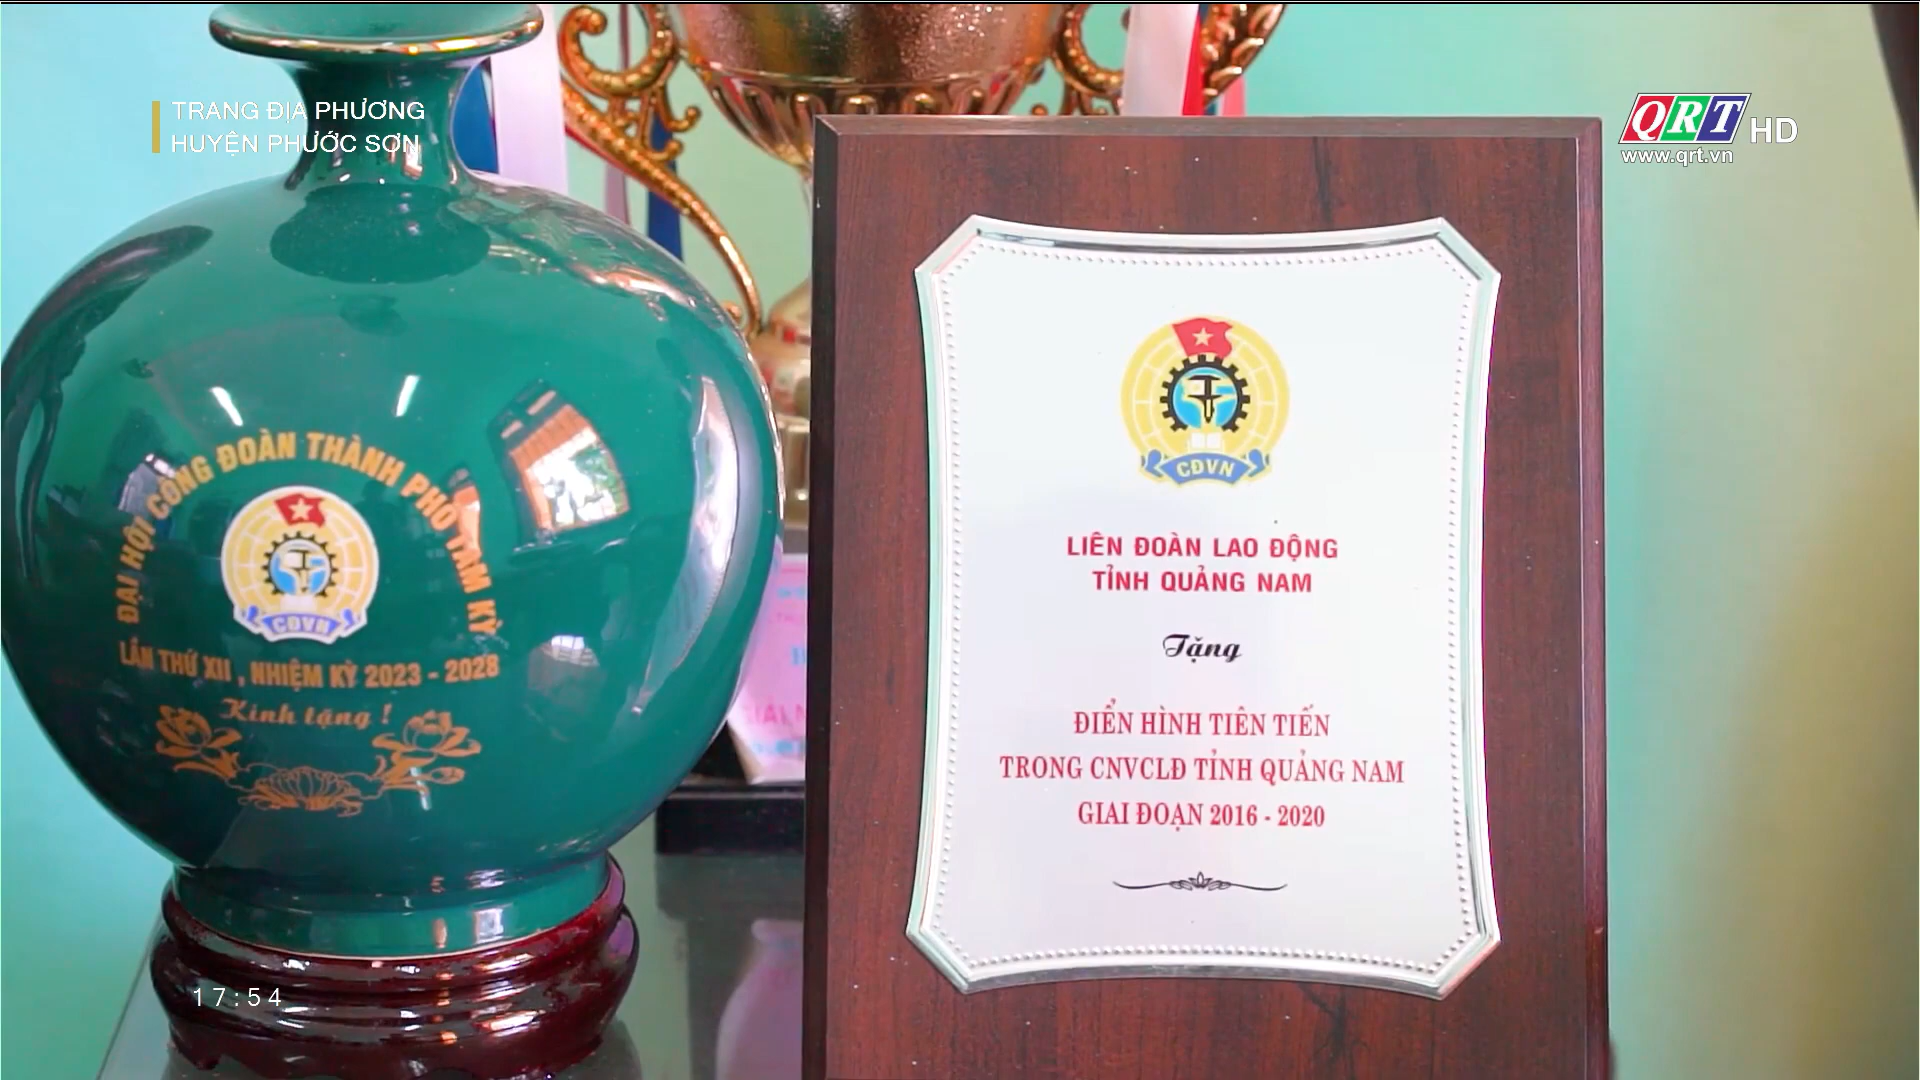 TRANG ĐỊA PHƯƠNG
HUYỆN PHƯỚC SƠN
QRT HD
www.qrt.vn
ĐẠI HỘI CÔNG ĐOÀN THÀNH PHỐ TAM KỲ
CĐVN
LẦN THỨ XII , NHIỆM KỲ 2023 - 2028
Kính tặng !
CĐVN
LIÊN ĐOÀN LAO ĐỘNG
TỈNH QUẢNG NAM
Tặng
ĐIỂN HÌNH TIÊN TIẾN
TRONG CNVCLĐ TỈNH QUẢNG NAM
GIAI ĐOẠN 2016 - 2020
17:54